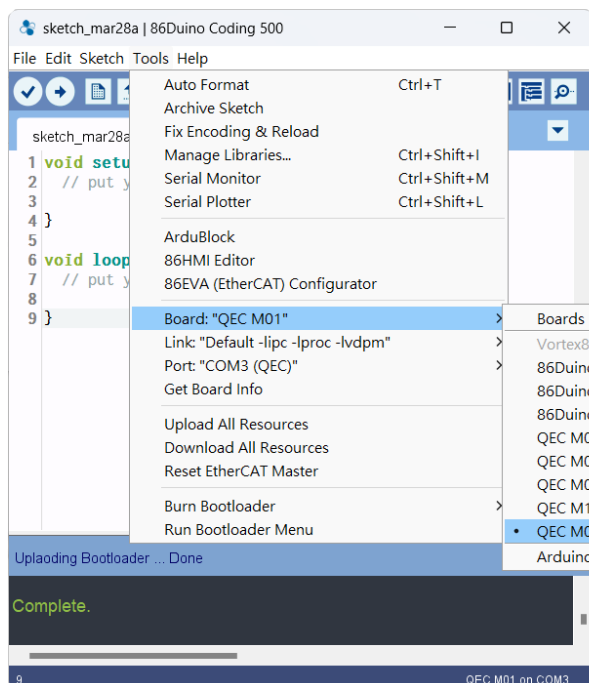 sketch_mar28a | 86Duino Coding 500
File Edit Sketch Tools Help
sketch_mar28a
1 void setu
2 // put y
3
4 }
5
6 void loop
7 // put y
8
9 }
Auto Format Ctrl+T
Archive Sketch
Fix Encoding & Reload
Manage Libraries... Ctrl+Shift+I
Serial Monitor Ctrl+Shift+M
Serial Plotter Ctrl+Shift+L
ArduBlock
86HMI Editor
86EVA (EtherCAT) Configurator
Board: "QEC M01"
Link: "Default -lipc -lproc -lvdpm"
Port: "COM3 (QEC)"
Get Board Info
Upload All Resources
Download All Resources
Reset EtherCAT Master
Burn Bootloader
Run Bootloader Menu
Boards
Vortex8
86Duin
86Duin
86Duin
QEC M0
QEC M0
QEC M0
QEC M1
QEC M0
Arduin
Uplaoding Bootloader ... Done
Complete.
9 QEC M01 on COM3